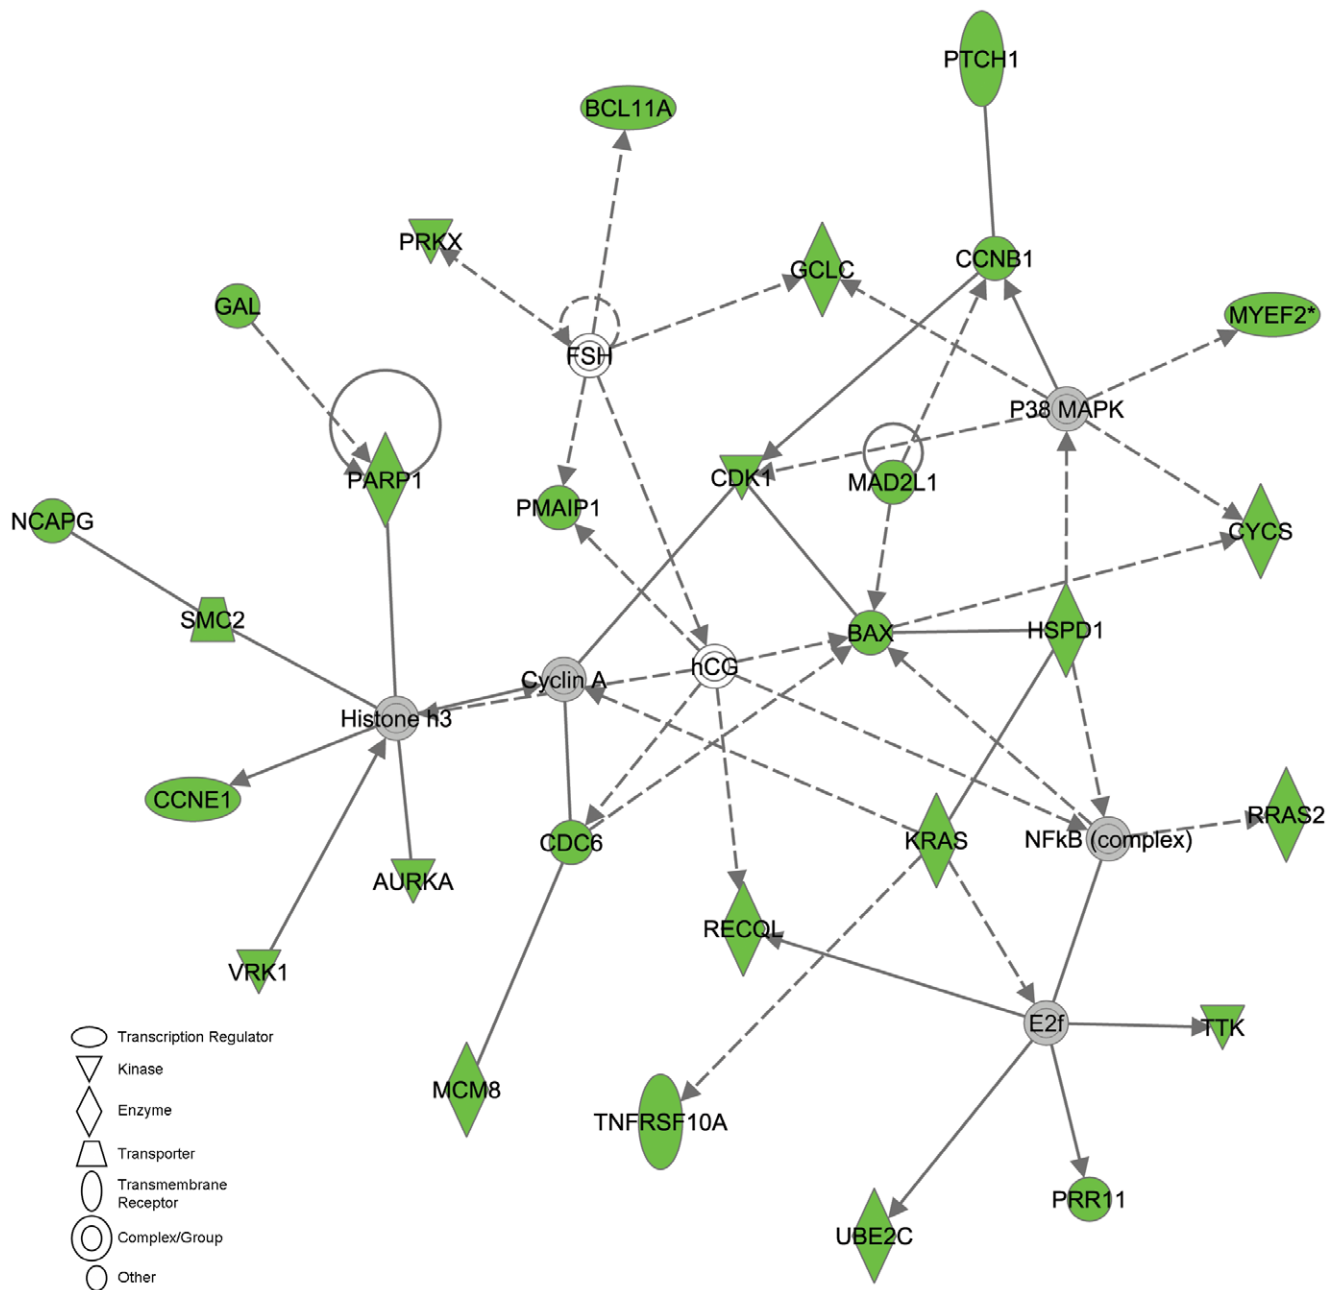 PTCH1
BCL11A
PRKX
GCLC
CCNB1
GAL
MYEF2*
FSH
P38 MAPK
PARP1
CDK1
MAD2L1
PMAIP1
NCAPG
CYCS
SMC2
BAX
HSPD1
hCG
Cyclin A
Histone h3
CCNE1
RRAS2
CDC6
KRAS
NFkB (complex)
AURKA
RECQL
VRK1
E2f
TTK
MCM8
TNFRSF10A
PRR11
UBE2C
Transcription Regulator
Kinase
Enzyme
Transporter
Transmembrane
Receptor
Complex/Group
Other